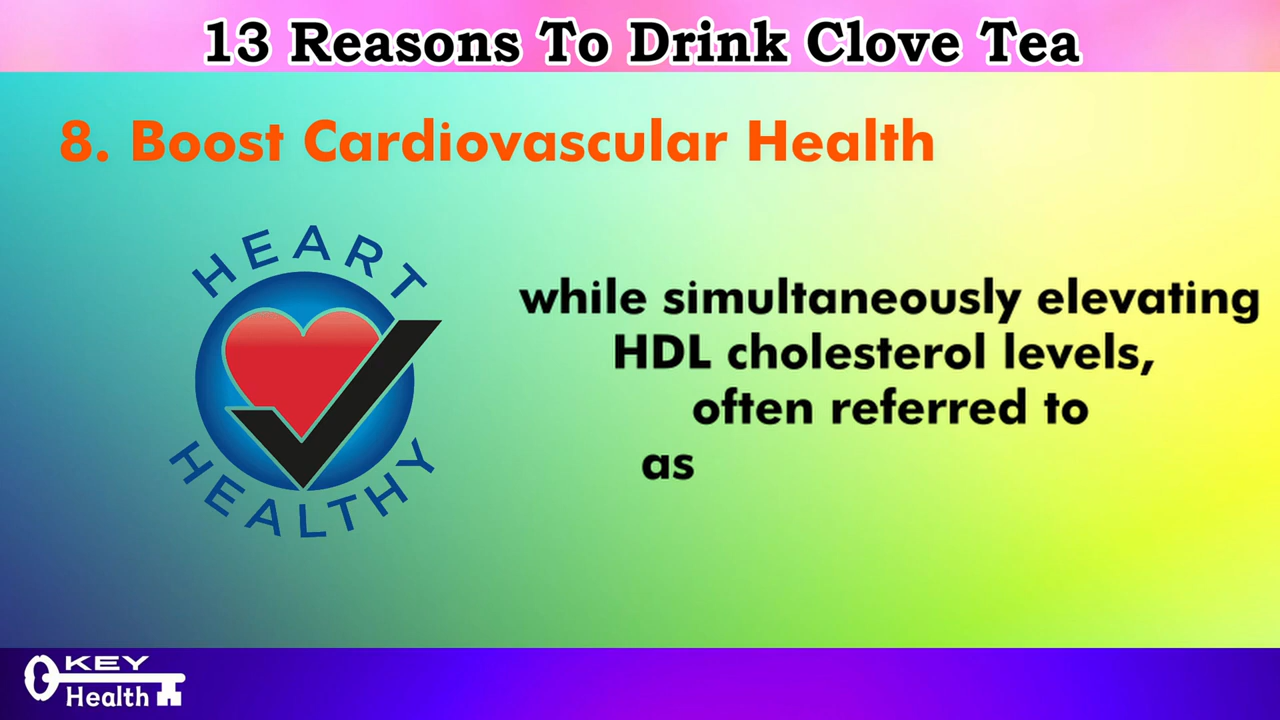 13 Reasons To Drink Clove Tea
8. Boost Cardiovascular Health
HEART
HEALTHY
while simultaneously elevating
HDL cholesterol levels,
often referred to
as
KEY
Health